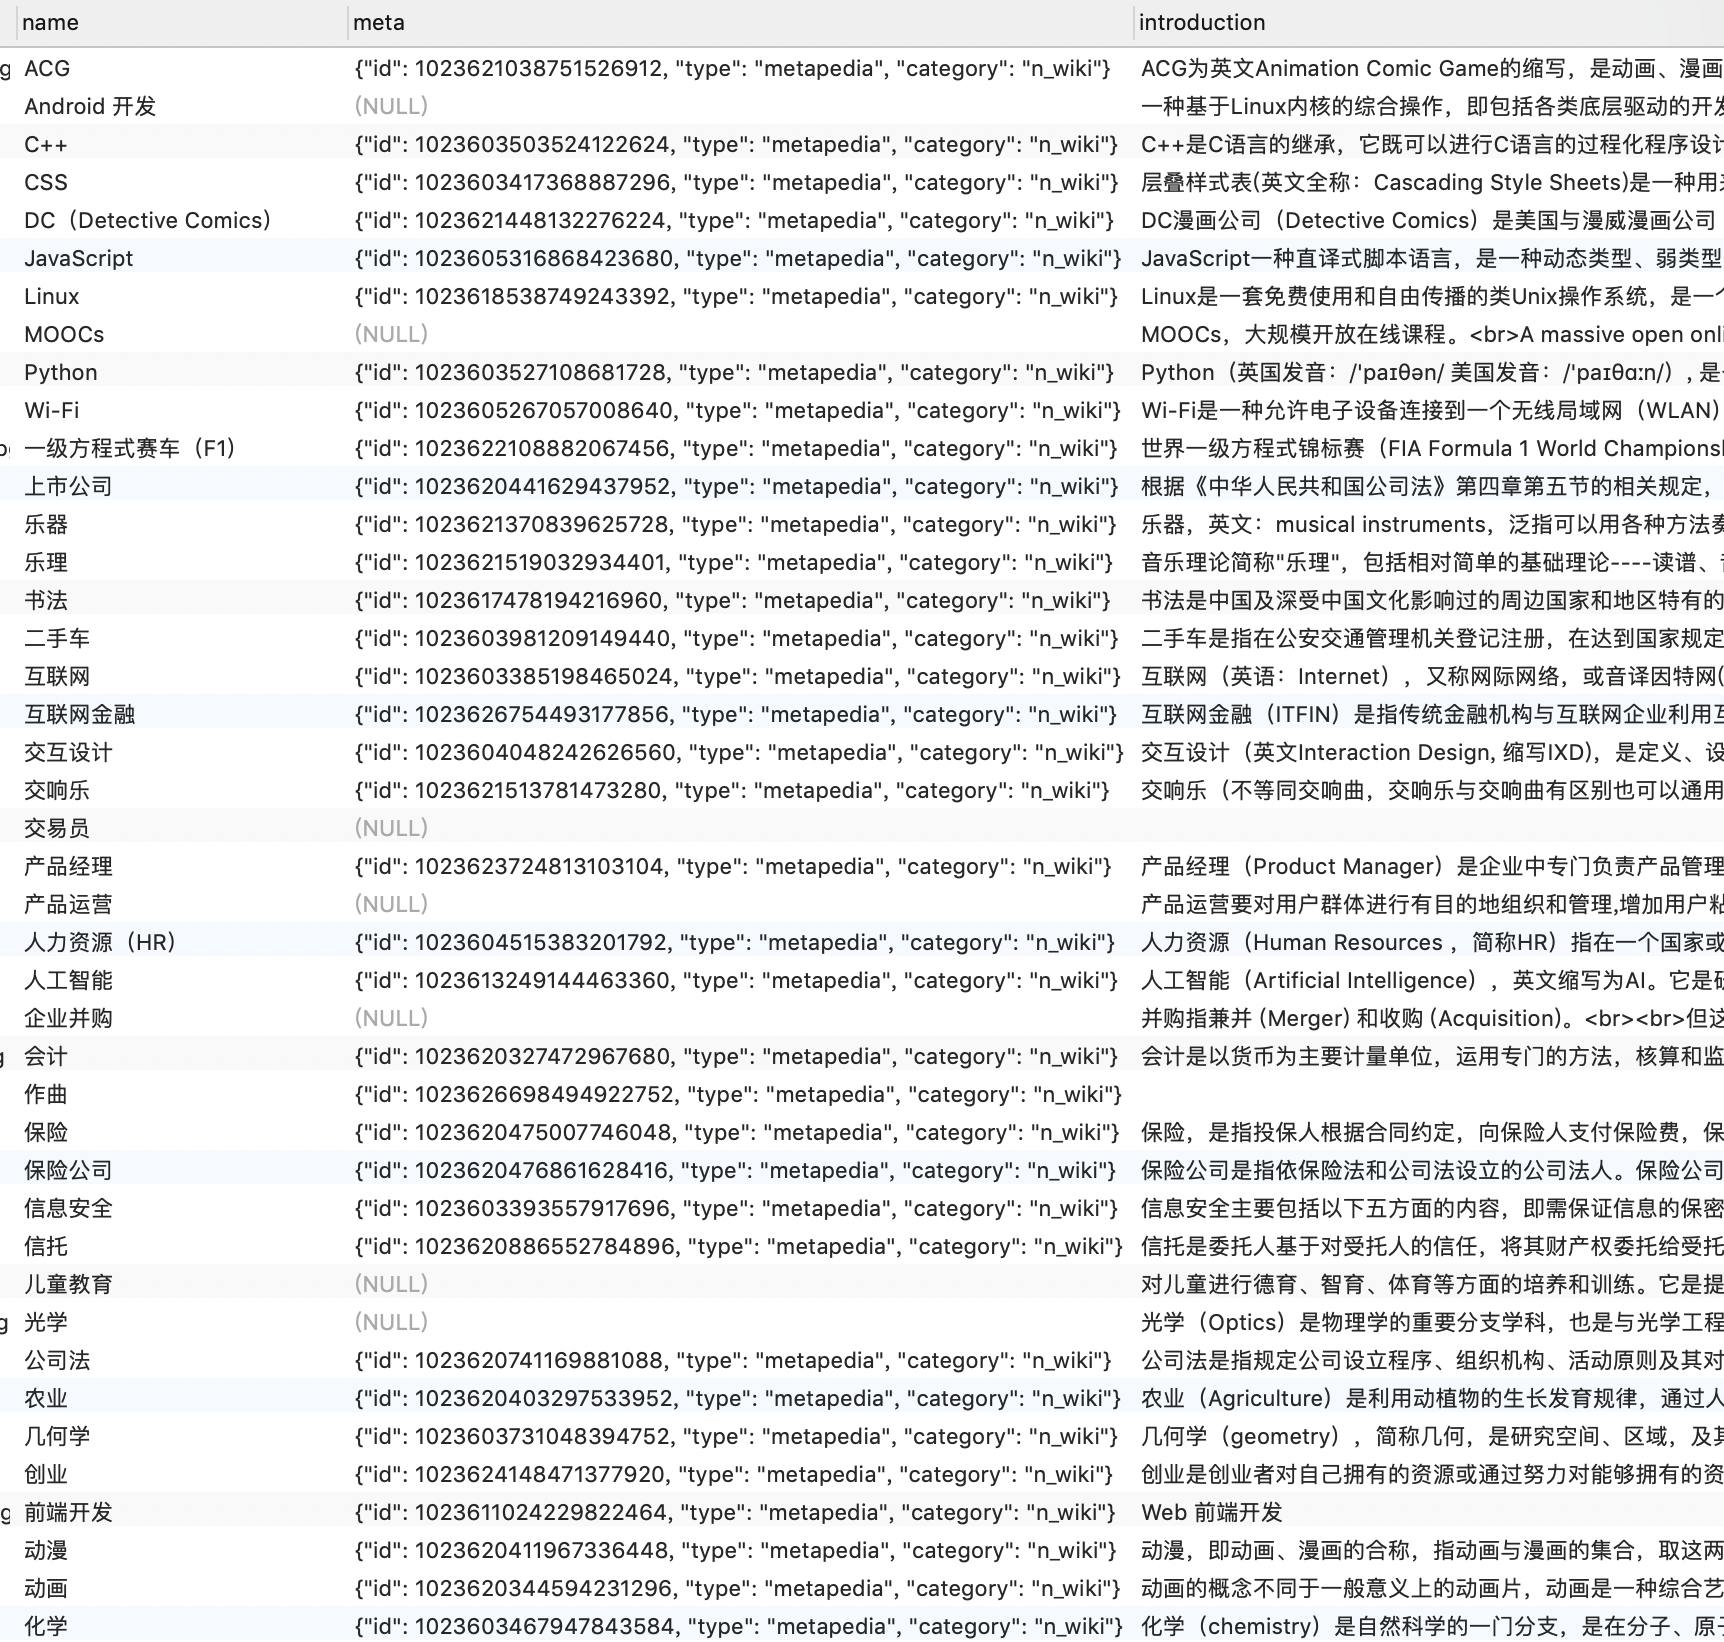 name meta introduction
ACG {"id": 1023621038751526912, "type": "metapedia", "category": "n_wiki"} ACG为英文Animation Comic Game的缩写，是动画、漫画
Android 开发 (NULL) 一种基于Linux内核的综合操作，即包括各类底层驱动的开发
C++ {"id": 1023603503524122624, "type": "metapedia", "category": "n_wiki"} C++是C语言的继承，它既可以进行C语言的过程化程序设计
CSS {"id": 1023603417368887296, "type": "metapedia", "category": "n_wiki"} 层叠样式表(英文全称：Cascading Style Sheets)是一种用来
DC（Detective Comics） {"id": 1023621448132276224, "type": "metapedia", "category": "n_wiki"} DC漫画公司（Detective Comics）是美国与漫威漫画公司
JavaScript {"id": 1023605316868423680, "type": "metapedia", "category": "n_wiki"} JavaScript一种直译式脚本语言，是一种动态类型、弱类型
Linux {"id": 1023618538749243392, "type": "metapedia", "category": "n_wiki"} Linux是一套免费使用和自由传播的类Unix操作系统，是一个
MOOCs (NULL) MOOCs，大规模开放在线课程。<br>A massive open onli
Python {"id": 1023603527108681728, "type": "metapedia", "category": "n_wiki"} Python（英国发音：/ˈpaɪθən/ 美国发音：/ˈpaɪθɑːn/）, 是
Wi-Fi {"id": 1023605267057008640, "type": "metapedia", "category": "n_wiki"} Wi-Fi是一种允许电子设备连接到一个无线局域网（WLAN）
一级方程式赛车（F1） {"id": 1023622108882067456, "type": "metapedia", "category": "n_wiki"} 世界一级方程式锦标赛（FIA Formula 1 World Champions
上市公司 {"id": 1023620441629437952, "type": "metapedia", "category": "n_wiki"} 根据《中华人民共和国公司法》第四章第五节的相关规定，
乐器 {"id": 1023621370839625728, "type": "metapedia", "category": "n_wiki"} 乐器，英文：musical instruments，泛指可以用各种方法奏
乐理 {"id": 1023621519032934401, "type": "metapedia", "category": "n_wiki"} 音乐理论简称"乐理"，包括相对简单的基础理论----读谱、
书法 {"id": 1023617478194216960, "type": "metapedia", "category": "n_wiki"} 书法是中国及深受中国文化影响过的周边国家和地区特有的
二手车 {"id": 1023603981209149440, "type": "metapedia", "category": "n_wiki"} 二手车是指在公安交通管理机关登记注册，在达到国家规定
互联网 {"id": 1023603385198465024, "type": "metapedia", "category": "n_wiki"} 互联网（英语：Internet），又称网际网络，或音译因特网(
互联网金融 {"id": 1023626754493177856, "type": "metapedia", "category": "n_wiki"} 互联网金融（ITFIN）是指传统金融机构与互联网企业利用互
交互设计 {"id": 1023604048242626560, "type": "metapedia", "category": "n_wiki"} 交互设计（英文Interaction Design, 缩写IXD)，是定义、设
交响乐 {"id": 1023621513781473280, "type": "metapedia", "category": "n_wiki"} 交响乐（不等同交响曲，交响乐与交响曲有区别也可以通用
交易员 (NULL)
产品经理 {"id": 1023623724813103104, "type": "metapedia", "category": "n_wiki"} 产品经理（Product Manager）是企业中专门负责产品管理
产品运营 (NULL) 产品运营要对用户群体进行有目的地组织和管理,增加用户粘
人力资源（HR） {"id": 1023604515383201792, "type": "metapedia", "category": "n_wiki"} 人力资源（Human Resources ，简称HR）指在一个国家或
人工智能 {"id": 1023613249144463360, "type": "metapedia", "category": "n_wiki"} 人工智能（Artificial Intelligence），英文缩写为AI。它是研
企业并购 (NULL) 并购指兼并 (Merger) 和收购 (Acquisition)。<br><br>但这
会计 {"id": 1023620327472967680, "type": "metapedia", "category": "n_wiki"} 会计是以货币为主要计量单位，运用专门的方法，核算和监
作曲 {"id": 1023626698494922752, "type": "metapedia", "category": "n_wiki"}
保险 {"id": 1023620475007746048, "type": "metapedia", "category": "n_wiki"} 保险，是指投保人根据合同约定，向保险人支付保险费，保
保险公司 {"id": 1023620476861628416, "type": "metapedia", "category": "n_wiki"} 保险公司是指依保险法和公司法设立的公司法人。保险公司
信息安全 {"id": 1023603393557917696, "type": "metapedia", "category": "n_wiki"} 信息安全主要包括以下五方面的内容，即需保证信息的保密
信托 {"id": 1023620886552784896, "type": "metapedia", "category": "n_wiki"} 信托是委托人基于对受托人的信任，将其财产权委托给受托
儿童教育 (NULL) 对儿童进行德育、智育、体育等方面的培养和训练。它是提
光学 (NULL) 光学（Optics）是物理学的重要分支学科，也是与光学工程
公司法 {"id": 1023620741169881088, "type": "metapedia", "category": "n_wiki"} 公司法是指规定公司设立程序、组织机构、活动原则及其对
农业 {"id": 1023620403297533952, "type": "metapedia", "category": "n_wiki"} 农业（Agriculture）是利用动植物的生长发育规律，通过人
几何学 {"id": 1023603731048394752, "type": "metapedia", "category": "n_wiki"} 几何学（geometry），简称几何，是研究空间、区域，及其
创业 {"id": 1023624148471377920, "type": "metapedia", "category": "n_wiki"} 创业是创业者对自己拥有的资源或通过努力对能够拥有的资
前端开发 {"id": 1023611024229822464, "type": "metapedia", "category": "n_wiki"} Web 前端开发
动漫 {"id": 1023620411967336448, "type": "metapedia", "category": "n_wiki"} 动漫，即动画、漫画的合称，指动画与漫画的集合，取这两
动画 {"id": 1023620344594231296, "type": "metapedia", "category": "n_wiki"} 动画的概念不同于一般意义上的动画片，动画是一种综合艺
化学 {"id": 1023603467947843584, "type": "metapedia", "category": "n_wiki"} 化学（chemistry）是自然科学的一门分支，是在分子、原子